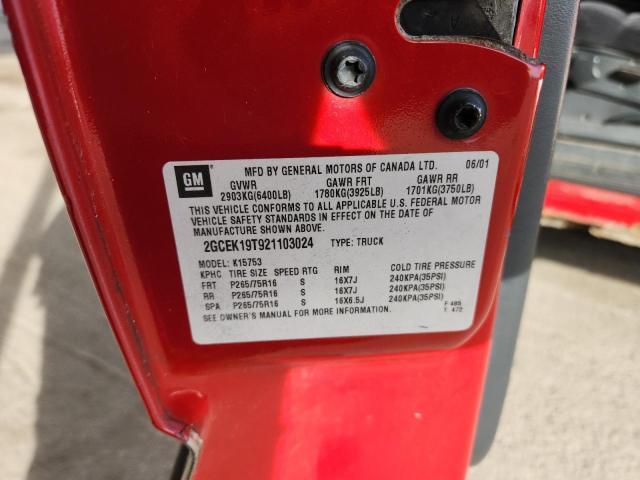 GM
MFD BY GENERAL MOTORS OF CANADA LTD. 06/01
GVWR GAWR FRT GAWR RR
2903KG(6400LB) 1780KG(3925LB) 1701KG(3750LB)
THIS VEHICLE CONFORMS TO ALL APPLICABLE U.S. FEDERAL MOTOR
VEHICLE SAFETY STANDARDS IN EFFECT ON THE DATE OF
MANUFACTURE SHOWN ABOVE.
2GCEK19T921103024 TYPE: TRUCK
MODEL: K15753
KPHC TIRE SIZE SPEED RTG RIM COLD TIRE PRESSURE
FRT P265/75R16 S 16X7J 240KPA(35PSI)
RR P265/75R16 S 16X7J 240KPA(35PSI)
SPA P265/75R16 S 16X6.5J 240KPA(35PSI)
SEE OWNER'S MANUAL FOR MORE INFORMATION.
F 485
T 472